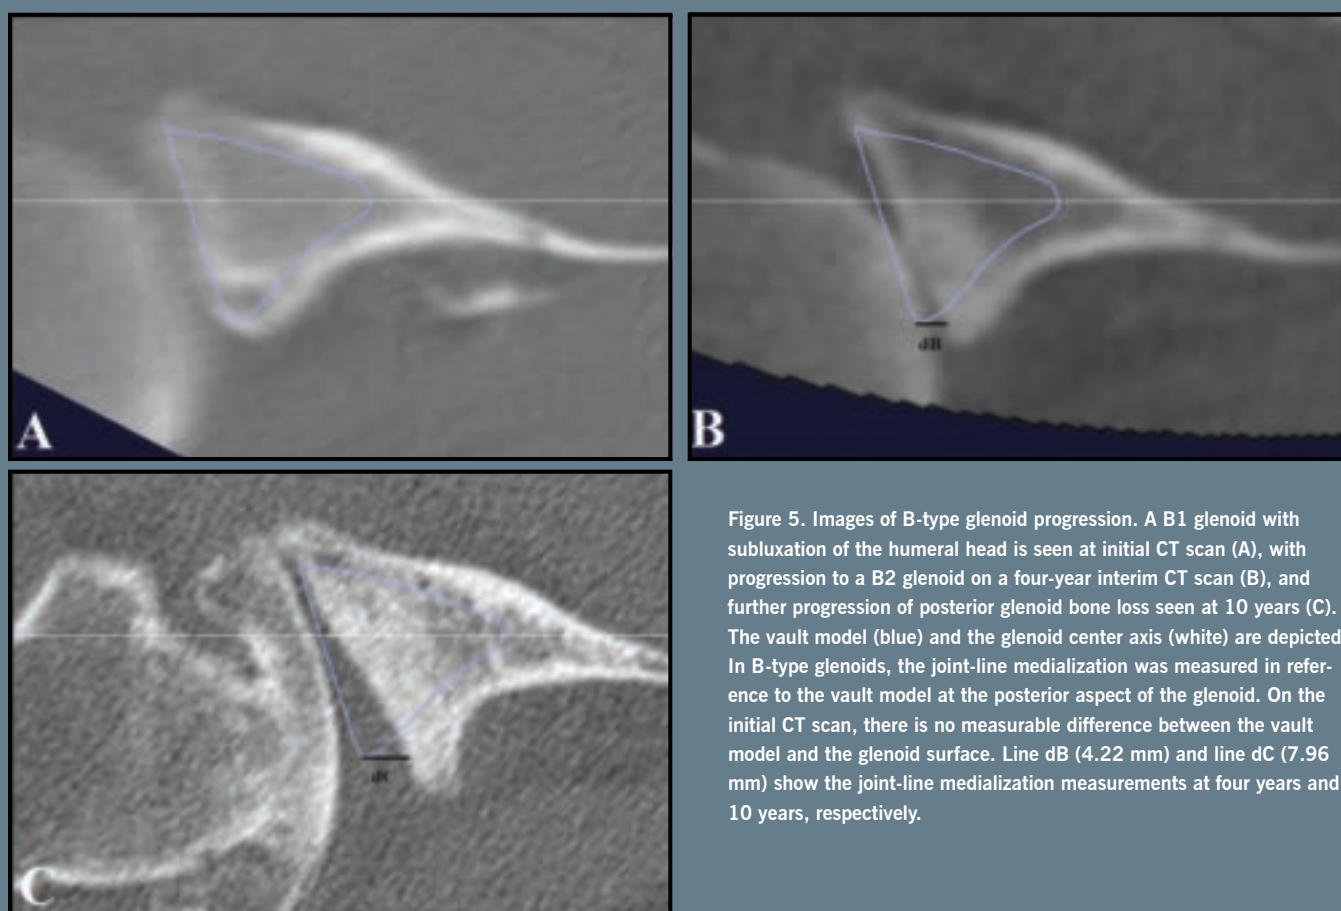 A
B
dB
C
dC
Figure 5. Images of B-type glenoid progression. A B1 glenoid with
subluxation of the humeral head is seen at initial CT scan (A), with
progression to a B2 glenoid on a four-year interim CT scan (B), and
further progression of posterior glenoid bone loss seen at 10 years (C).
The vault model (blue) and the glenoid center axis (white) are depicted
In B-type glenoids, the joint-line medialization was measured in refer-
ence to the vault model at the posterior aspect of the glenoid. On the
initial CT scan, there is no measurable difference between the vault
model and the glenoid surface. Line dB (4.22 mm) and line dC (7.96
mm) show the joint-line medialization measurements at four years and
10 years, respectively.